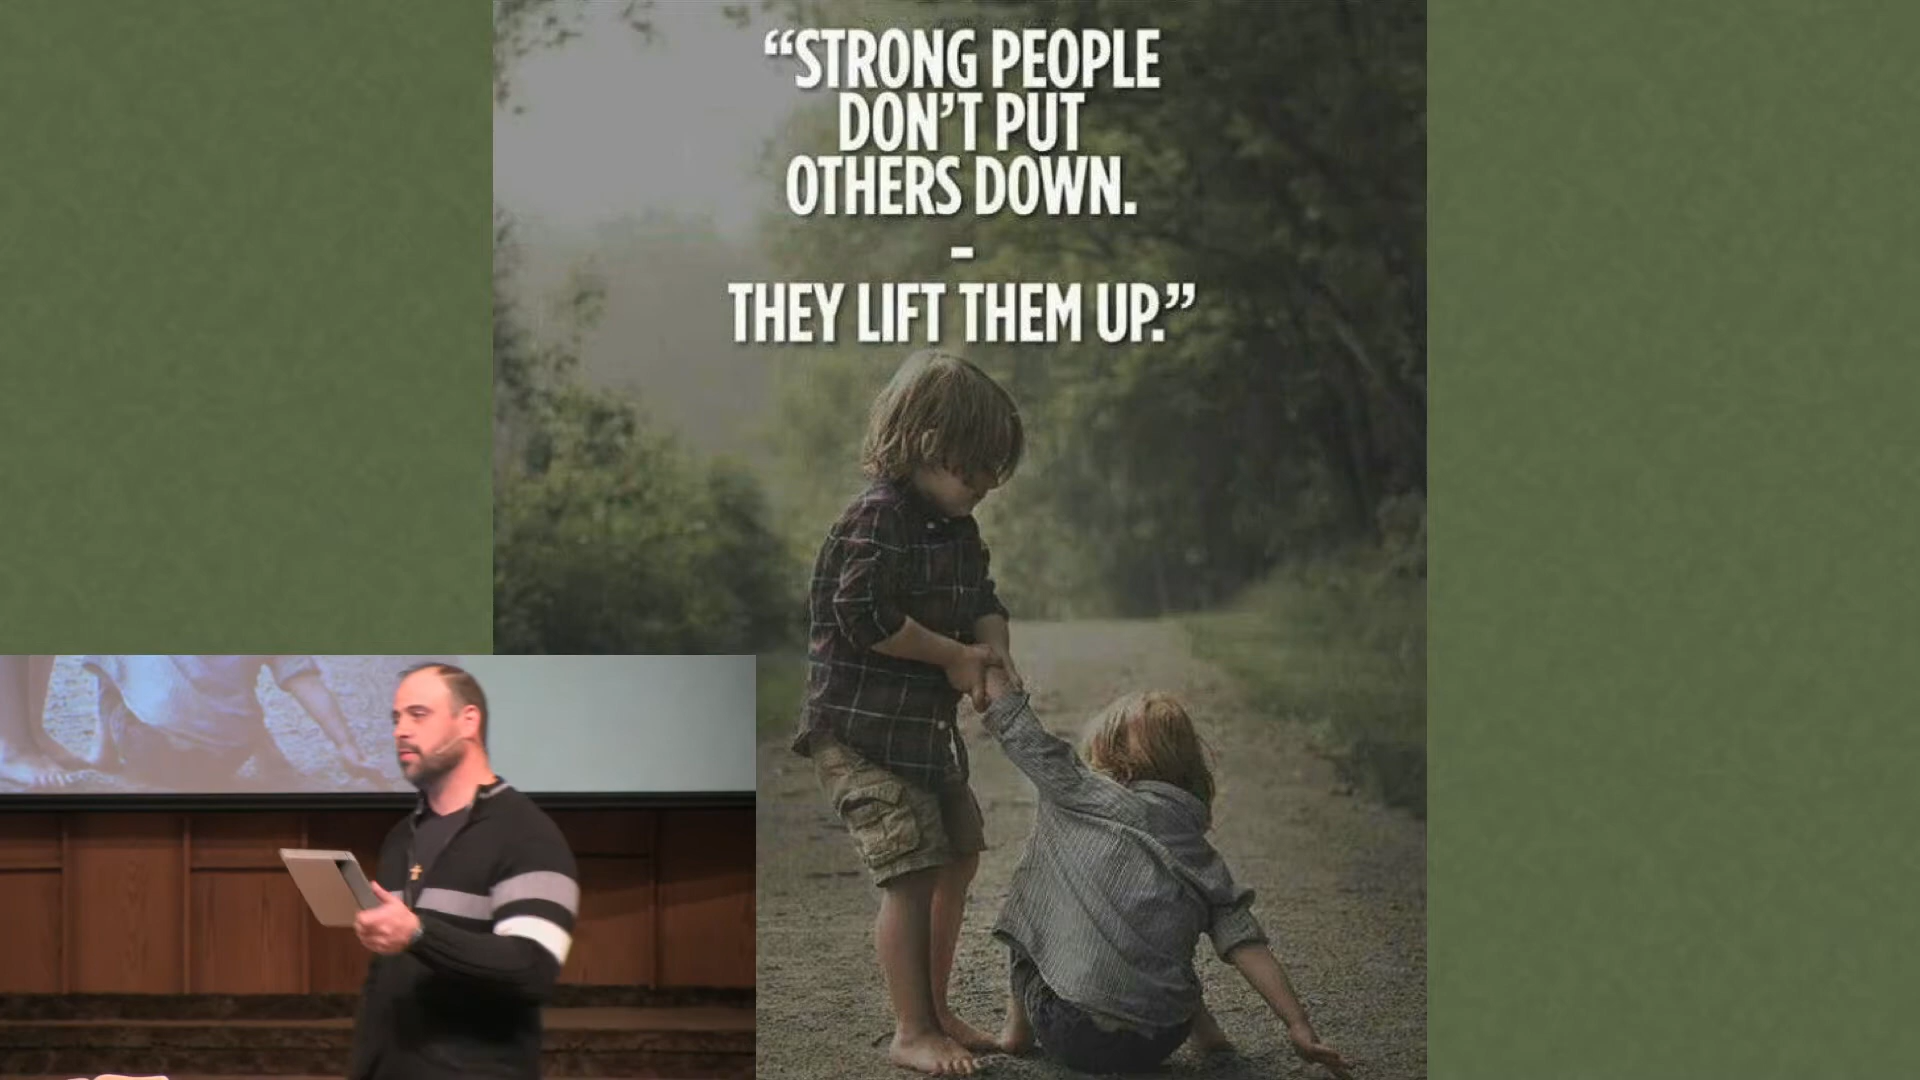 “STRONG PEOPLE
DON’T PUT
OTHERS DOWN.
-
THEY LIFT THEM UP.”